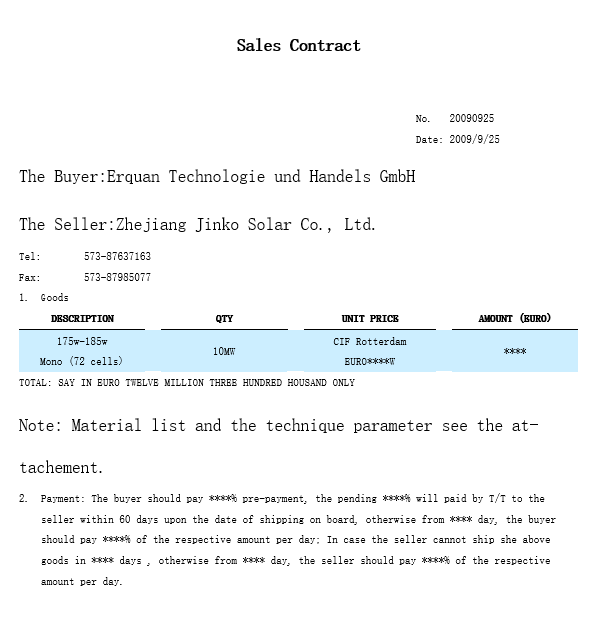 Sales Contract
No. 20090925
Date: 2009/9/25
The Buyer:Erquan Technologie und Handels GmbH
The Seller:Zhejiang Jinko Solar Co., Ltd.
Tel: 573-87637163
Fax: 573-87985077
1. Goods
DESCRIPTION QTY UNIT PRICE AMOUNT (EURO)
175w-185w CIF Rotterdam
10MW ****
Mono (72 cells) EURO****W
TOTAL: SAY IN EURO TWELVE MILLION THREE HUNDRED HOUSAND ONLY
Note: Material list and the technique parameter see the at-
tachement.
2. Payment: The buyer should pay ****% pre-payment, the pending ****% will paid by T/T to the
seller within 60 days upon the date of shipping on board, otherwise from **** day, the buyer
should pay ****% of the respective amount per day; In case the seller cannot ship she above
goods in **** days , otherwise from **** day, the seller should pay ****% of the respective
amount per day.